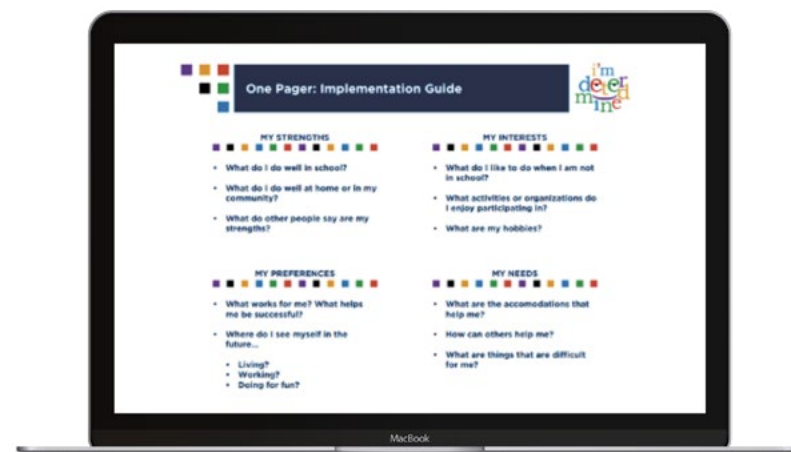 One Pager: Implementation Guide
i'm
deter
mined
MY STRENGTHS
• What do I do well in school?
• What do I do well at home or in my
community?
• What do other people say are my
strengths?
MY INTERESTS
• What do I like to do when I am not
in school?
• What activities or organizations do
I enjoy participating in?
• What are my hobbies?
MY PREFERENCES
• What works for me? What helps
me be successful?
• Where do I see myself in the
future...
• Living?
• Working?
• Doing for fun?
MY NEEDS
• What are the accomodations that
help me?
• How can others help me?
• What are things that are difficult
for me?
MacBook